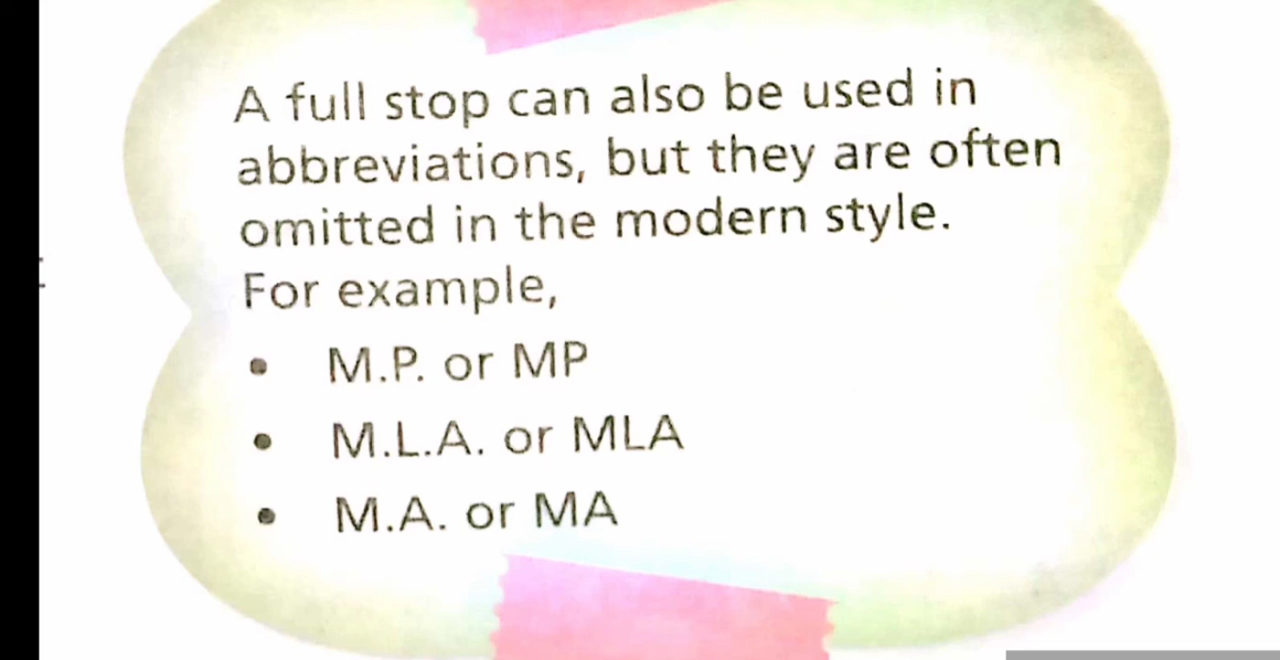 A full stop can also be used in
abbreviations, but they are often
omitted in the modern style.
For example,
• M.P. or MP
• M.L.A. or MLA
• M.A. or MA